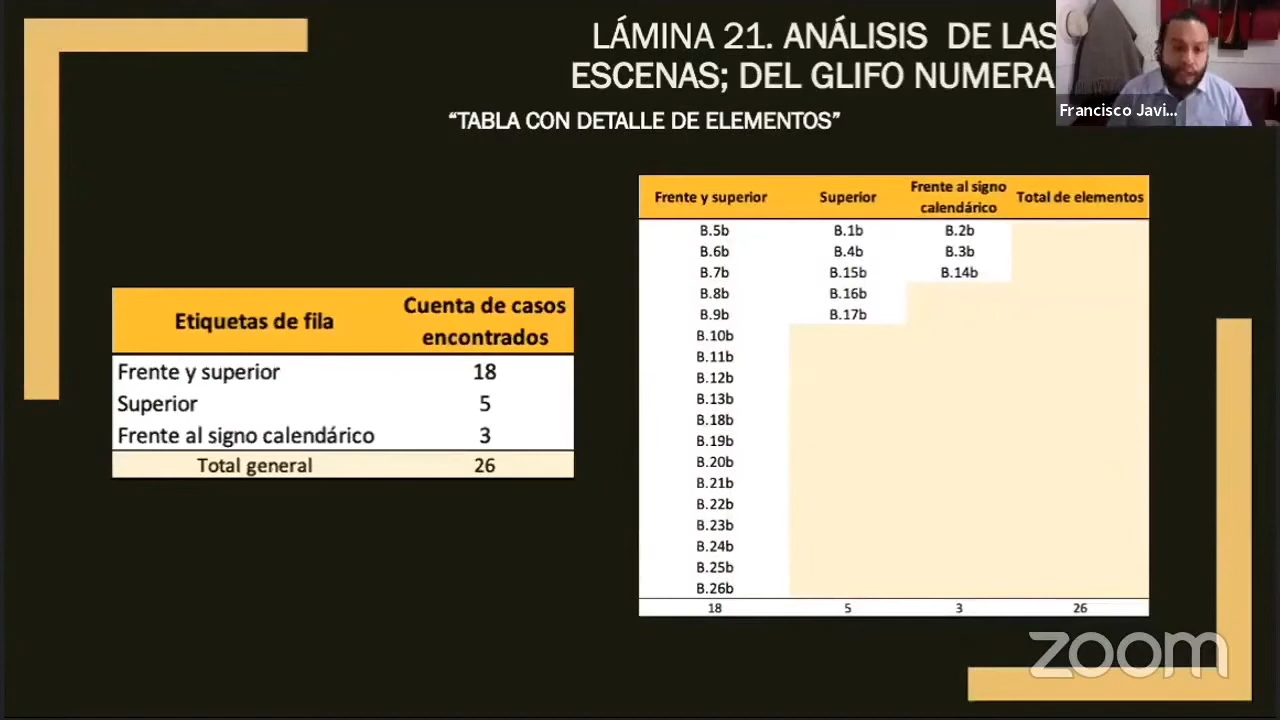 LÁMINA 21. ANÁLISIS DE LAS
ESCENAS; DEL GLIFO NUMERA
“TABLA CON DETALLE DE ELEMENTOS”
Francisco Javi...
Etiquetas de fila Cuenta de casos encontrados
Frente y superior 18
Superior 5
Frente al signo calendárico 3
Total general 26
Frente y superior Superior Frente al signo calendárico Total de elementos
B.5b B.1b B.2b
B.6b B.4b B.3b
B.7b B.15b B.14b
B.8b B.16b
B.9b B.17b
B.10b
B.11b
B.12b
B.13b
B.18b
B.19b
B.20b
B.21b
B.22b
B.23b
B.24b
B.25b
B.26b
18 5 3 26
zoom